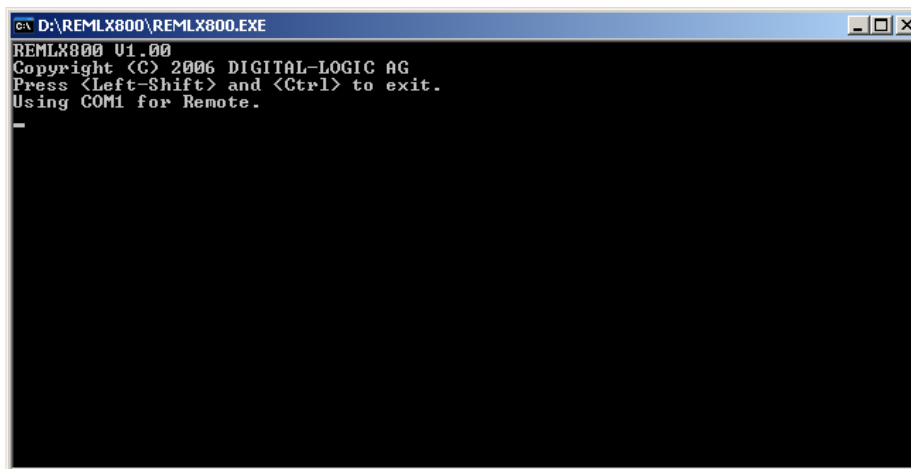 D:\REMLX800\REMLX800.EXE
REMLX800 V1.00
Copyright (C) 2006 DIGITAL-LOGIC AG
Press <Left-Shift> and <Ctrl> to exit.
Using COM1 for Remote.